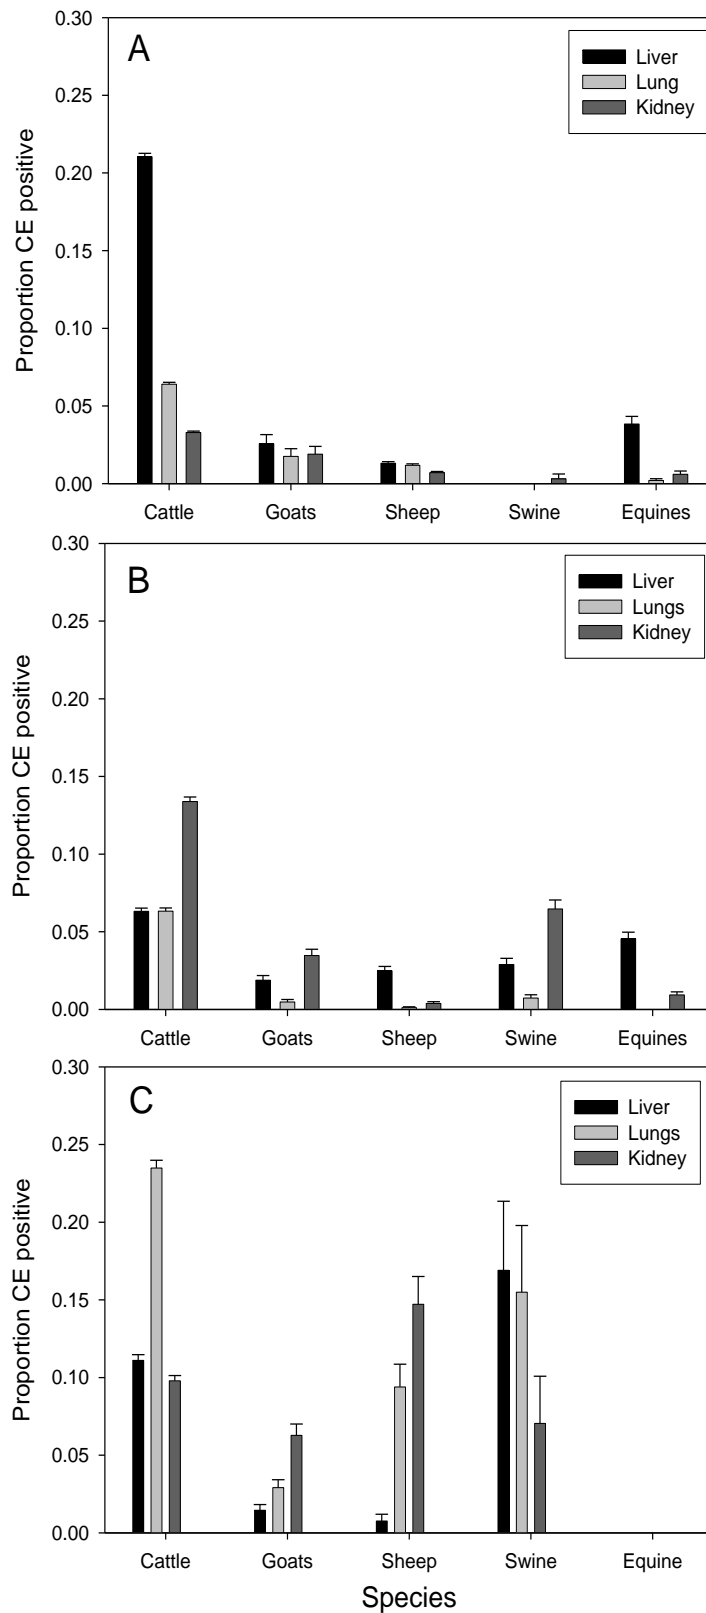 A
Liver
Lung
Kidney
0.30
0.25
0.20
0.15
0.10
0.05
0.00
Proportion CE positive
Cattle Goats Sheep Swine Equines
B
Liver
Lungs
Kidney
0.30
0.25
0.20
0.15
0.10
0.05
0.00
Proportion CE positive
Cattle Goats Sheep Swine Equines
C
Liver
Lungs
Kidney
0.30
0.25
0.20
0.15
0.10
0.05
0.00
Proportion CE positive
Cattle Goats Sheep Swine Equine
Species